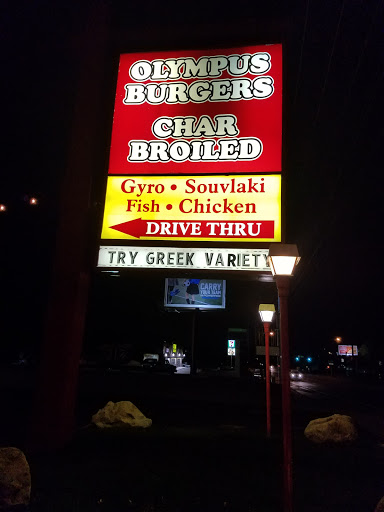 OLYMPUS
BURGERS
CHAR
BROILED
Gyro • Souvlaki
Fish • Chicken
DRIVE THRU
TRY GREEK VARIETY
CARRY